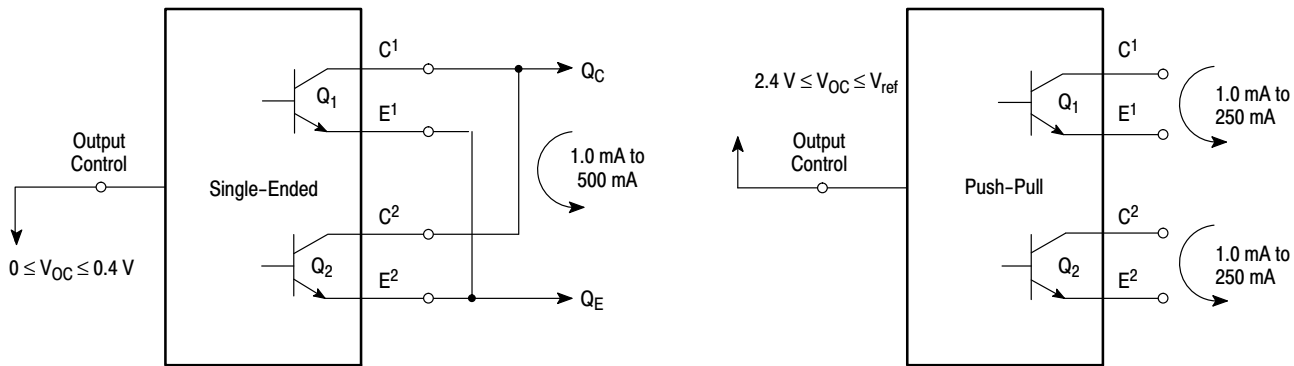 C1
QC
Q1
E1
Output
Control
1.0 mA to
500 mA
Single-Ended
C2
0 ≤ VOC ≤ 0.4 V
Q2
E2
QE
C1
2.4 V ≤ VOC ≤ Vref
Q1
1.0 mA to
250 mA
E1
Output
Control
Push-Pull
C2
Q2
1.0 mA to
250 mA
E2